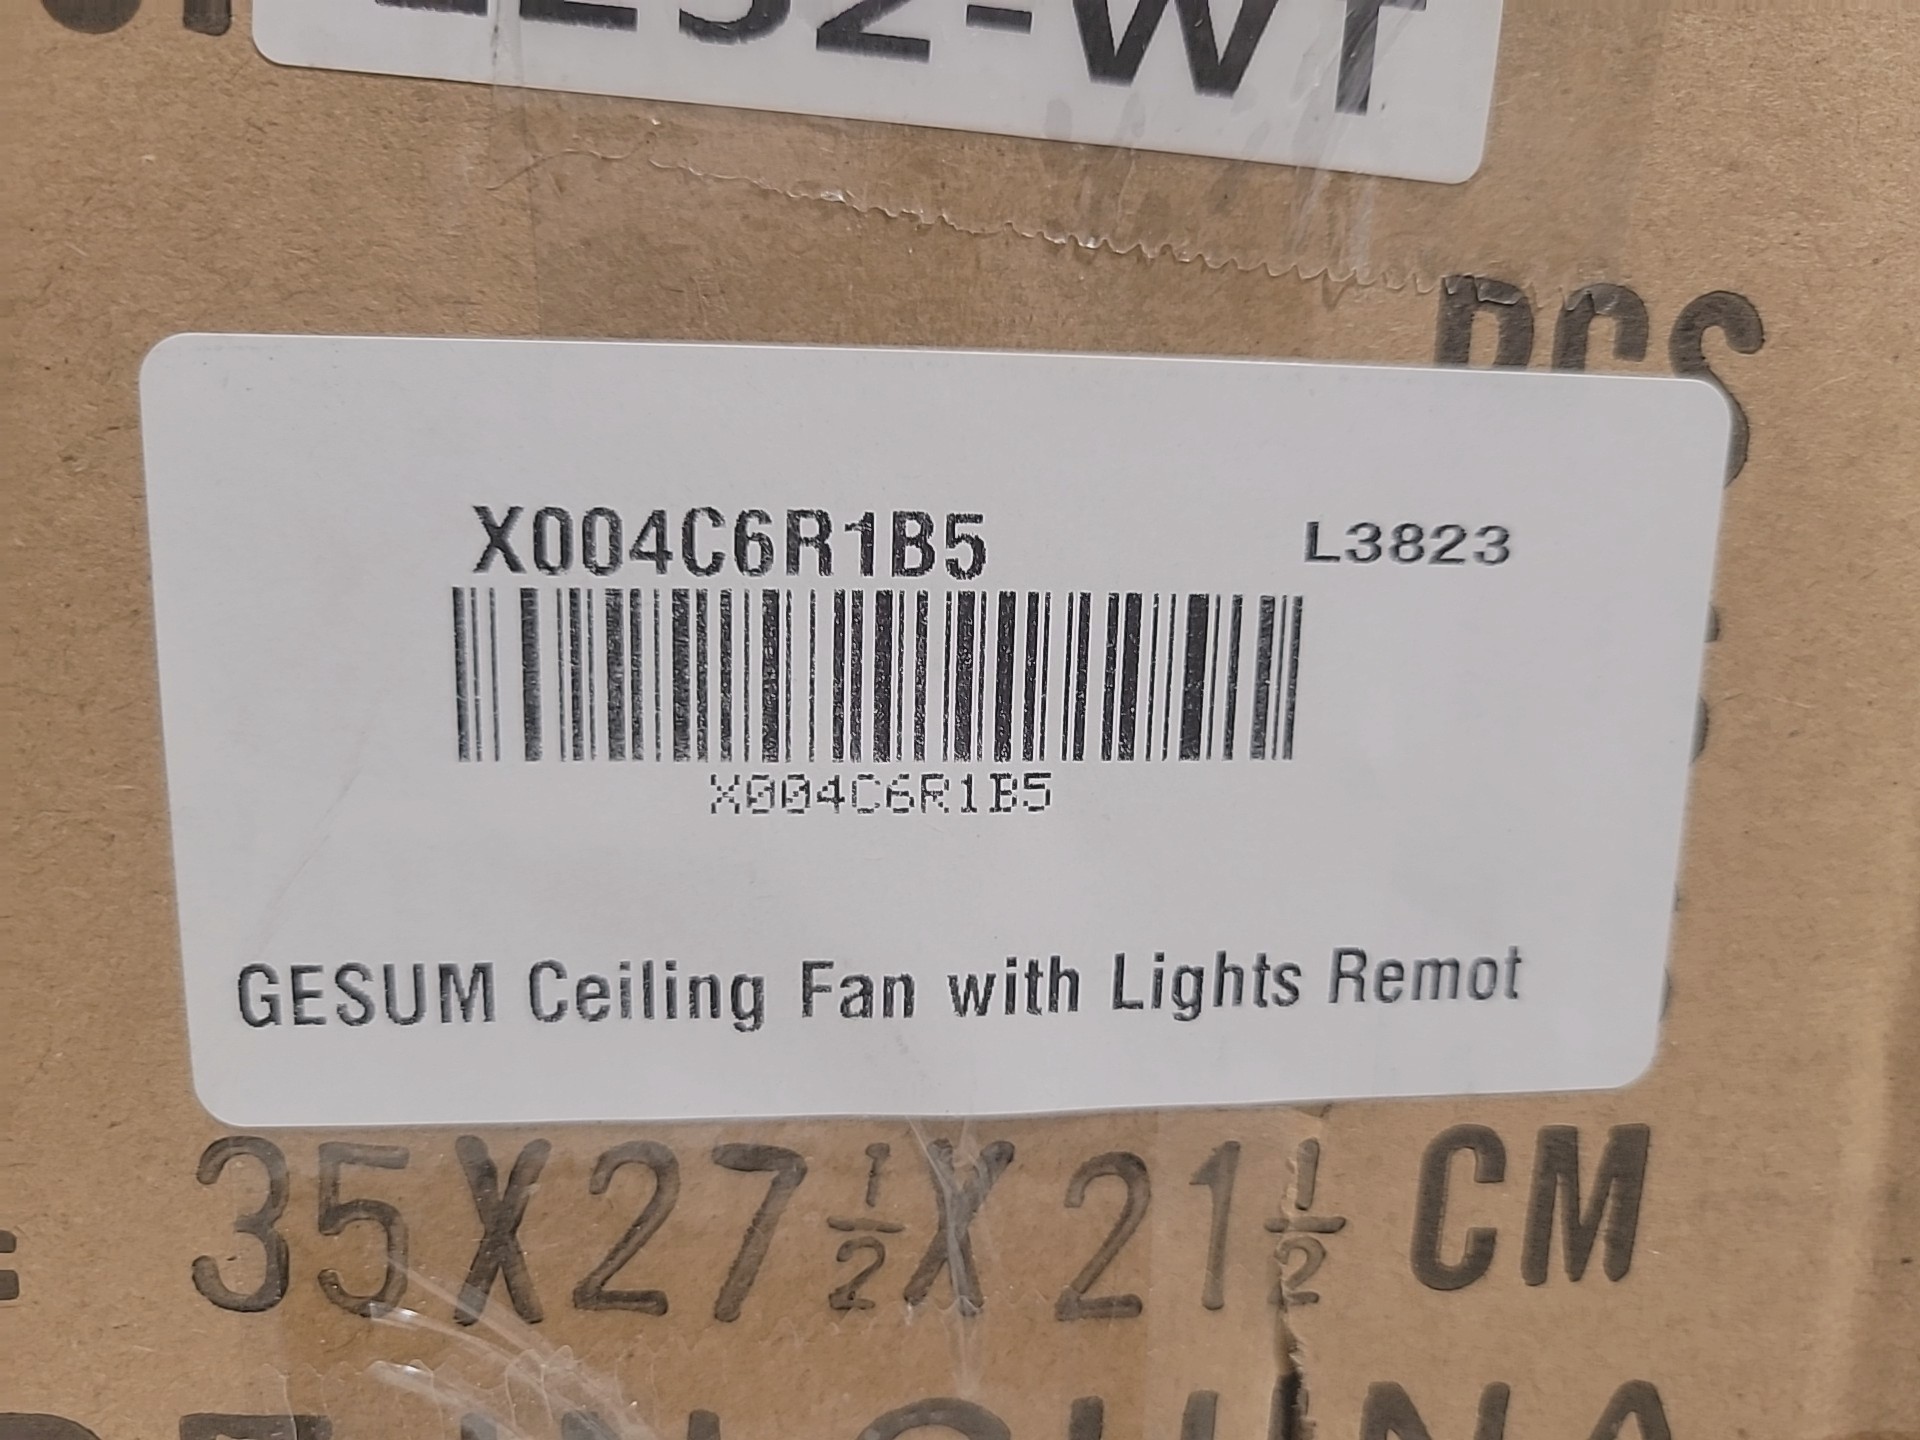 X004C6R1B5 L3823
X004C6R1B5
GESUM Ceiling Fan with Lights Remot
35X27½X21½ CM